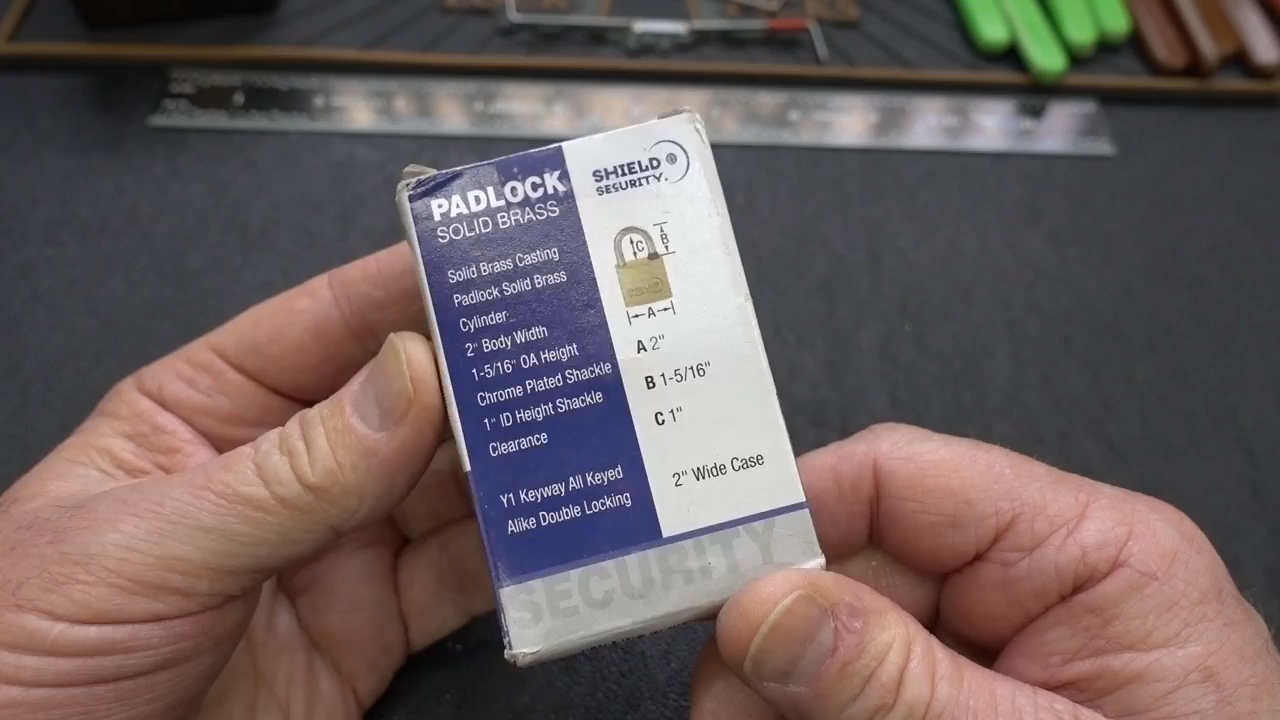 PADLOCK
SOLID BRASS
Solid Brass Casting
Padlock Solid Brass
Cylinder
2" Body Width
1-5/16" OA Height
Chrome Plated Shackle
1" ID Height Shackle
Clearance
Y1 Keyway All Keyed
Alike Double Locking
SHIELD
SECURITY.
C
B
A
A 2"
B 1-5/16"
C 1"
2" Wide Case
SECURITY